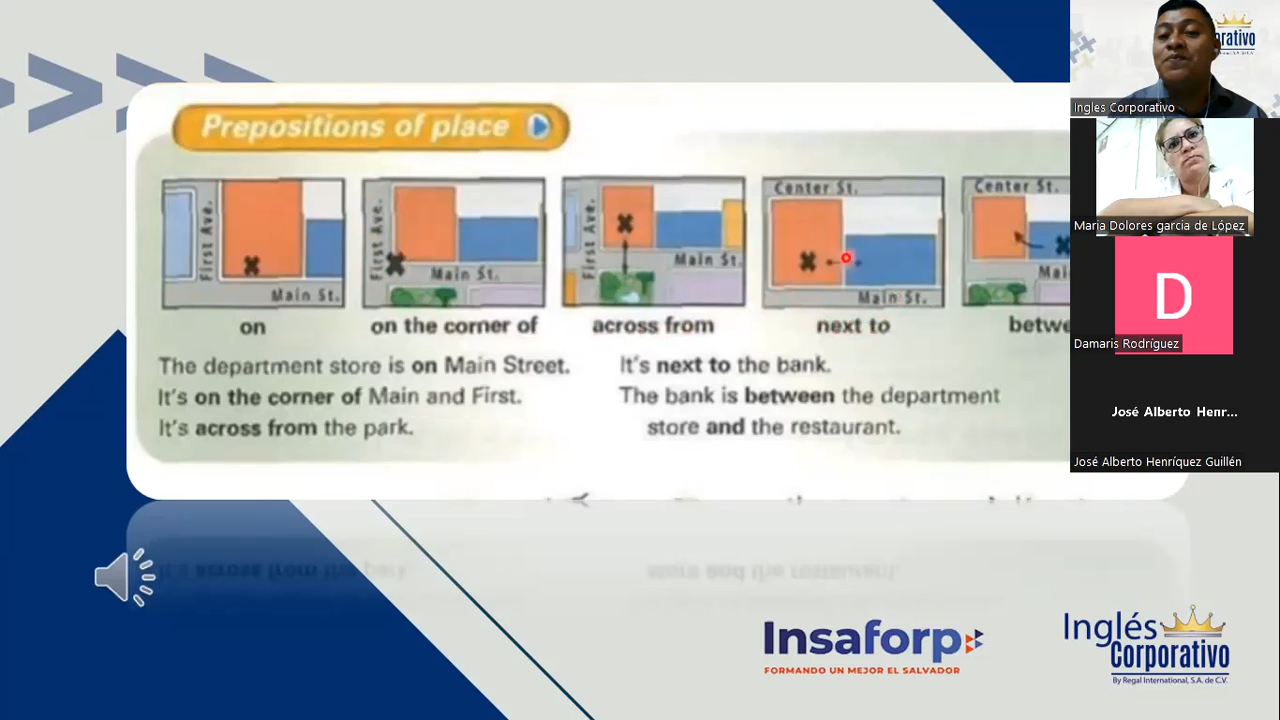 Prepositions of place
First Ave.
Main St.
First Ave.
Main St.
First Ave.
Main St.
Center St.
Main St.
Center St.
on
on the corner of
across from
next to
The department store is on Main Street.
It's on the corner of Main and First.
It's across from the park.
It's next to the bank.
The bank is between the department
store and the restaurant.
Insaforp
FORMANDO UN MEJOR EL SALVADOR
Inglés
Corporativo
By Regal International, S.A. de C.V.
Ingles Corporativo
Maria Dolores garcia de López
D
Damaris Rodríguez
José Alberto Henr...
José Alberto Henríquez Guillén